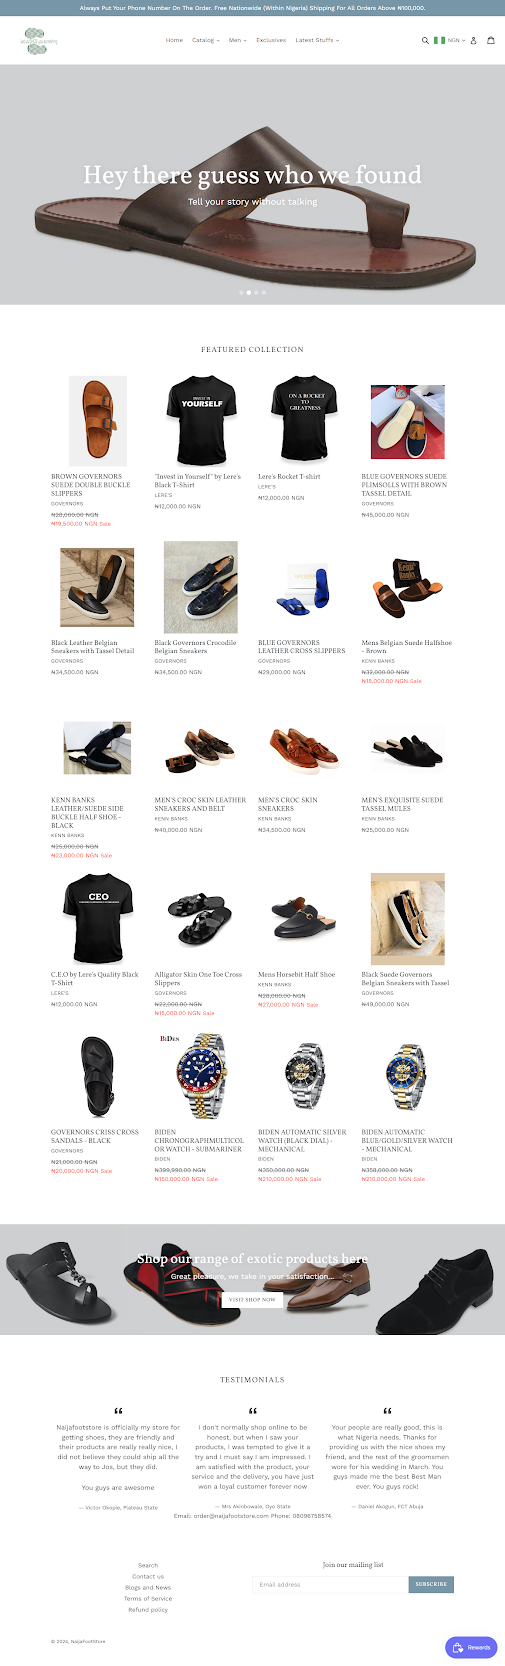 Always Put Your Phone Number On The Order. Free Nationwide (Within Nigeria) Shipping For All Orders Above ₦100,000.
Home Catalog Men Exclusives Latest Stuffs
NGN
Hey there guess who we found
Tell your story without talking
FEATURED COLLECTION
INVEST IN
YOURSELF
ON A ROCKET
TO
GREATNESS
BROWN GOVERNORS
SUEDE DOUBLE BUCKLE
SLIPPERS
GOVERNORS
₦28,000.00 NGN
₦19,500.00 NGN Sale
"Invest in Yourself" by Lere's
Black T-Shirt
LERE'S
₦12,000.00 NGN
Lere's Rocket T-shirt
LERE'S
₦12,000.00 NGN
BLUE GOVERNORS SUEDE
PLIMSOLLS WITH BROWN
TASSEL DETAIL
GOVERNORS
₦45,000.00 NGN
Kenn
Banks
Black Leather Belgian
Sneakers with Tassel Detail
GOVERNORS
₦34,500.00 NGN
Black Governors Crocodile
Belgian Sneakers
GOVERNORS
₦34,500.00 NGN
BLUE GOVERNORS
LEATHER CROSS SLIPPERS
GOVERNORS
₦29,000.00 NGN
Mens Belgian Suede Halfshoe
- Brown
KENN BANKS
₦32,000.00 NGN
₦18,000.00 NGN Sale
KENN BANKS
LEATHER/SUEDE SIDE
BUCKLE HALF SHOE -
BLACK
KENN BANKS
₦25,000.00 NGN
₦23,000.00 NGN Sale
MEN'S CROC SKIN LEATHER
SNEAKERS AND BELT
KENN BANKS
₦40,000.00 NGN
MEN'S CROC SKIN
SNEAKERS
KENN BANKS
₦34,500.00 NGN
MEN'S EXQUISITE SUEDE
TASSEL MULES
KENN BANKS
₦25,000.00 NGN
CEO
C.E.O by Lere's Quality Black
T-Shirt
LERE'S
₦12,000.00 NGN
Alligator Skin One Toe Cross
Slippers
GOVERNORS
₦22,000.00 NGN
₦15,000.00 NGN Sale
Mens Horsebit Half Shoe
KENN BANKS
₦28,000.00 NGN
₦27,000.00 NGN Sale
Black Suede Governors
Belgian Sneakers with Tassel
GOVERNORS
₦49,000.00 NGN
BIDEN
GOVERNORS CRISS CROSS
SANDALS - BLACK
GOVERNORS
₦21,000.00 NGN
₦20,000.00 NGN Sale
BIDEN
CHRONOGRAPHMULTICOL
OR WATCH - SUBMARINER
BIDEN
₦399,990.00 NGN
₦150,000.00 NGN Sale
BIDEN AUTOMATIC SILVER
WATCH (BLACK DIAL) -
MECHANICAL
BIDEN
₦350,000.00 NGN
₦210,000.00 NGN Sale
BIDEN AUTOMATIC
BLUE/GOLD/SILVER WATCH
- MECHANICAL
BIDEN
₦358,000.00 NGN
₦210,000.00 NGN Sale
Shop our range of exotic products here
Great pleasure, we take in your satisfaction...
VISIT SHOP NOW
TESTIMONIALS
“
Naijafootstore is officially my store for
getting shoes, they are friendly and
their products are really really nice, I
did not believe they could ship all the
way to Jos, but they did.
You guys are awesome
— Victor Okopie, Plateau State
“
I don't normally shop online to be
honest, but when I saw your
products, I was tempted to give it a
try and I must say I am impressed. I
am satisfied with the product, your
service and the delivery, you have just
won a loyal customer forever now
— Mrs Akinbowale, Oyo State
“
Your people are really good, this is
what Nigeria needs. Thanks for
providing us with the nice shoes my
friend, and the rest of the groomsmen
wore for his wedding in March. You
guys made me the best Best Man
ever. You guys rock!
— Daniel Akogun, FCT Abuja
Email: order@naijafootstore.com Phone: 08096758574
Search
Contact us
Blogs and News
Terms of Service
Refund policy
Join our mailing list
Email address
SUBSCRIBE
© 2024, NaijaFootStore
Rewards